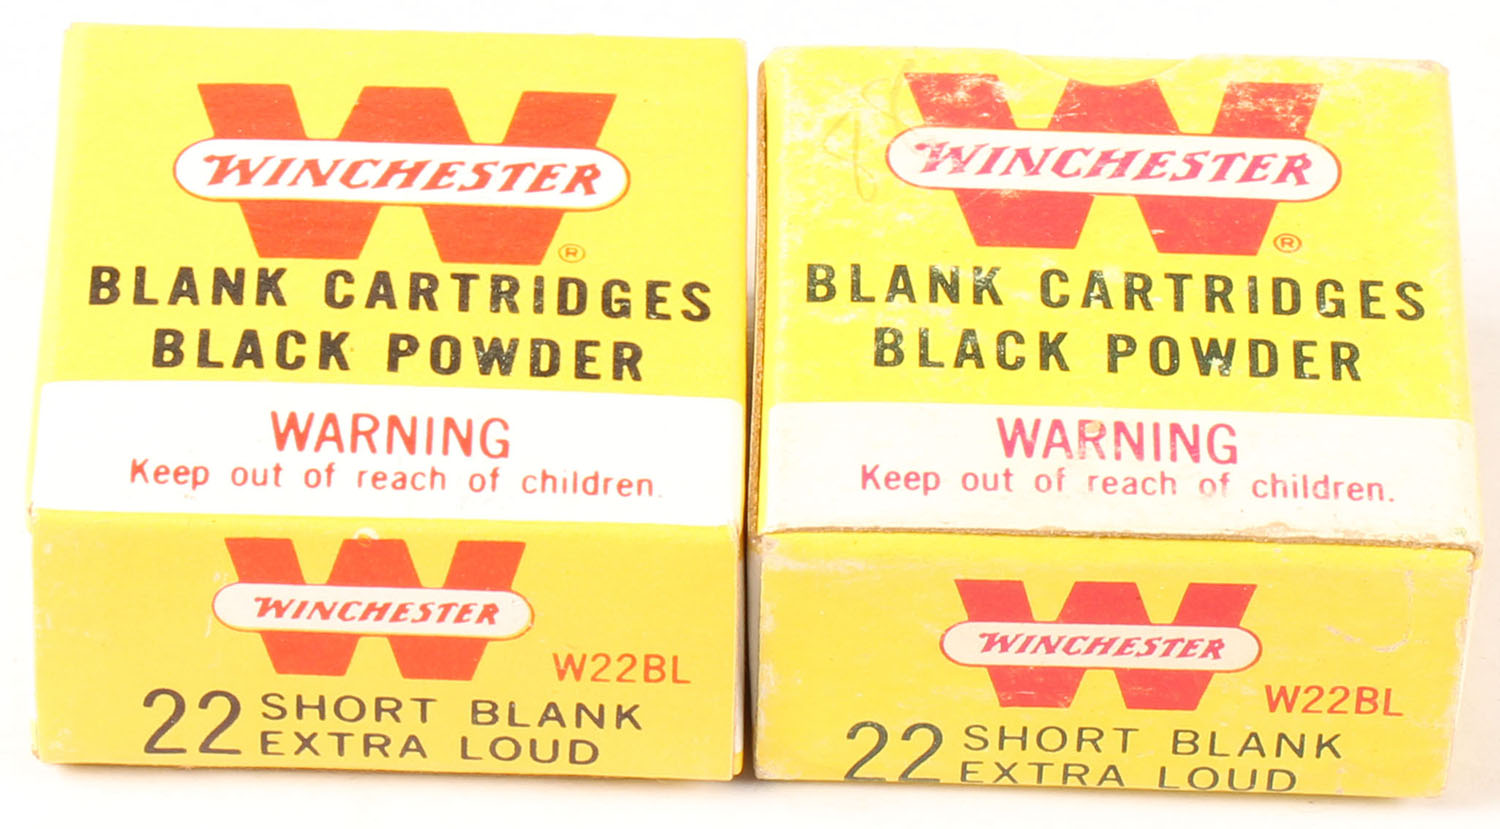 WINCHESTER
®
BLANK CARTRIDGES
BLACK POWDER
WARNING
Keep out of reach of children.
WINCHESTER
W22BL
22 SHORT BLANK
EXTRA LOUD
WINCHESTER
®
BLANK CARTRIDGES
BLACK POWDER
WARNING
Keep out of reach of children.
WINCHESTER
W22BL
22 SHORT BLANK
EXTRA LOUD